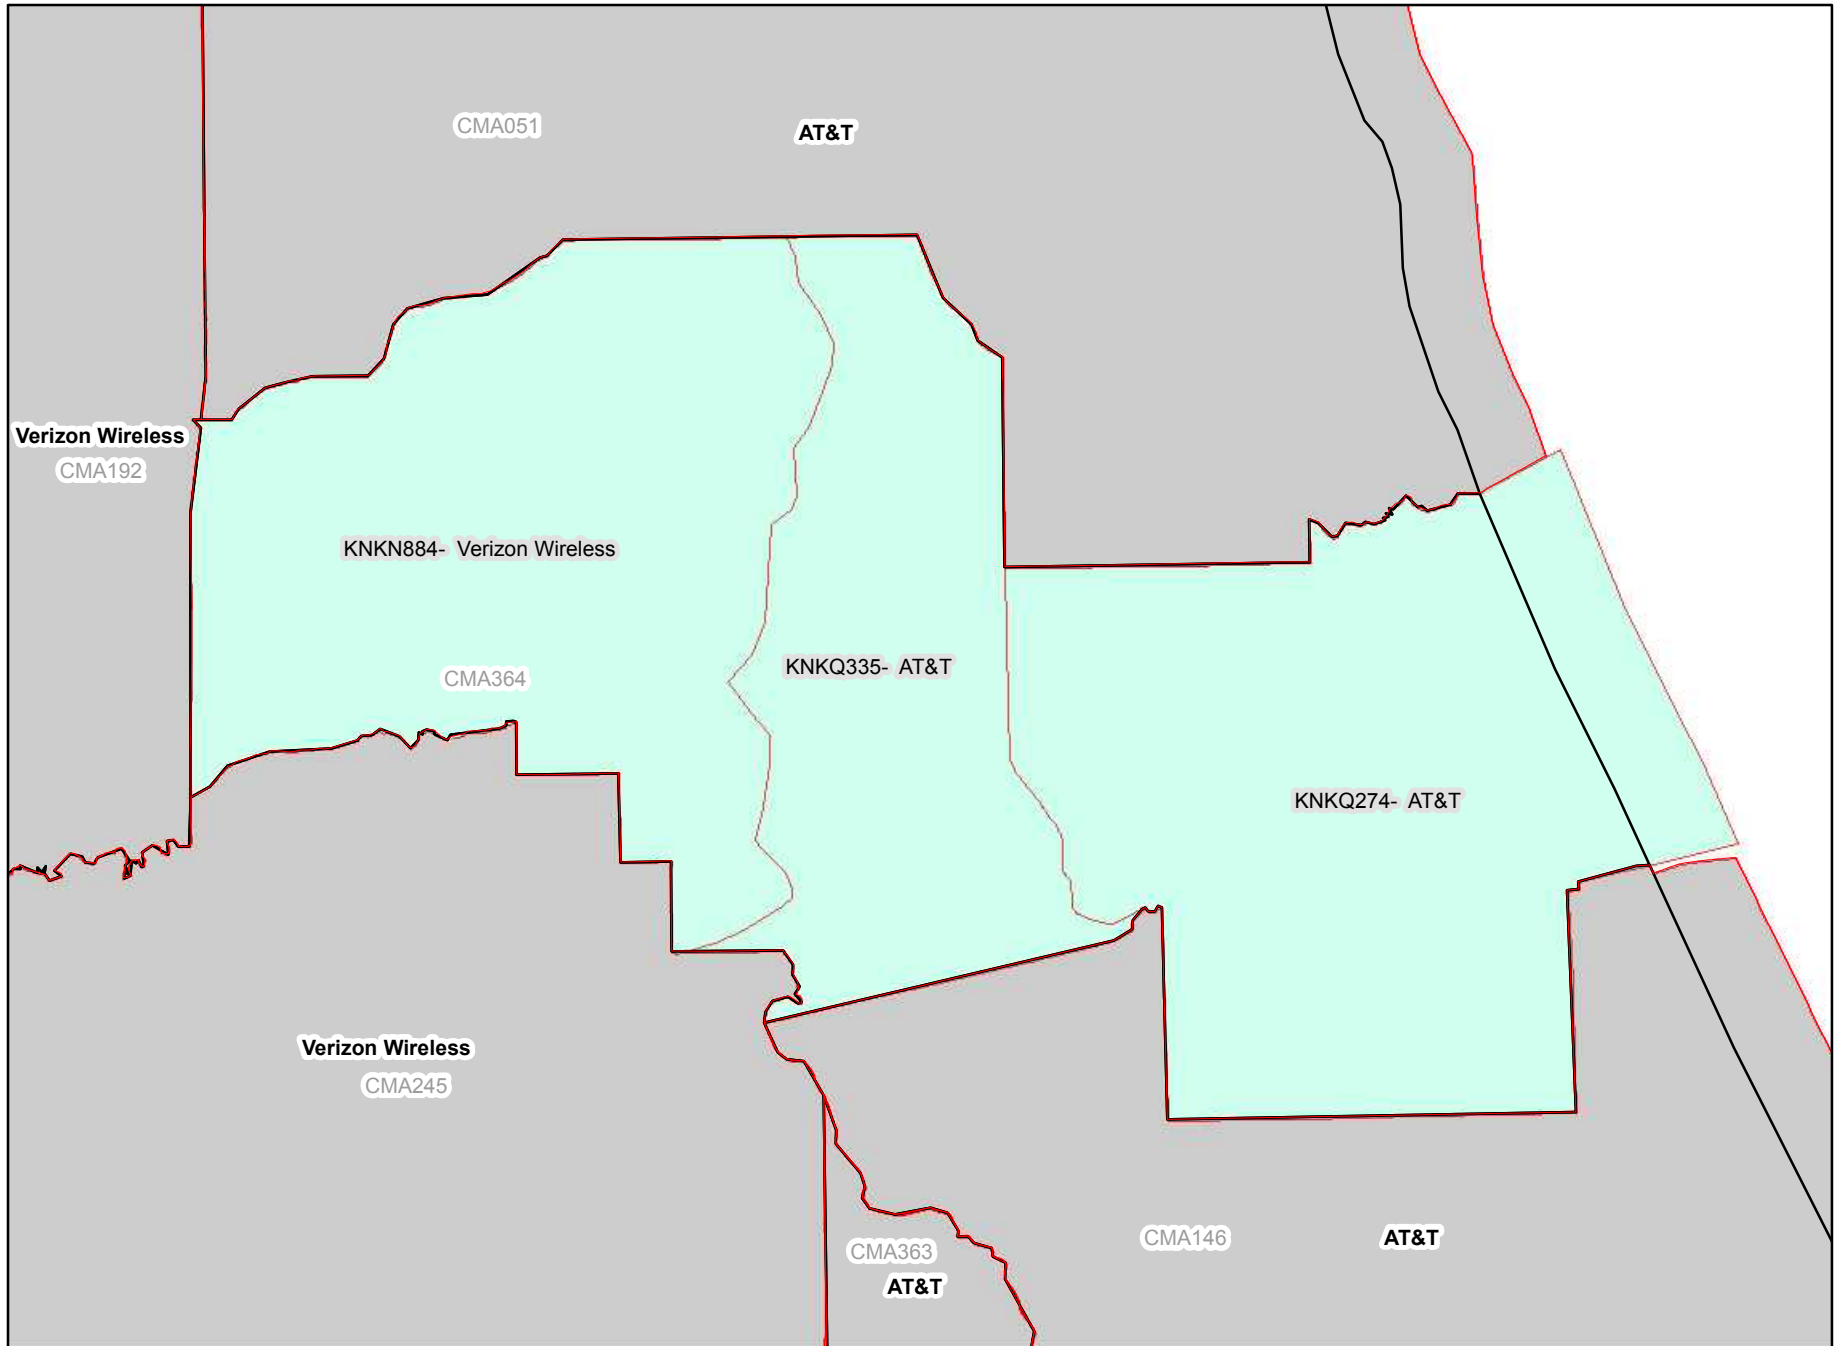 CMA051
AT&T
Verizon Wireless
CMA192
KNKN884- Verizon Wireless
KNKQ335- AT&T
CMA364
KNKQ274- AT&T
Verizon Wireless
CMA245
CMA363
AT&T
CMA146
AT&T